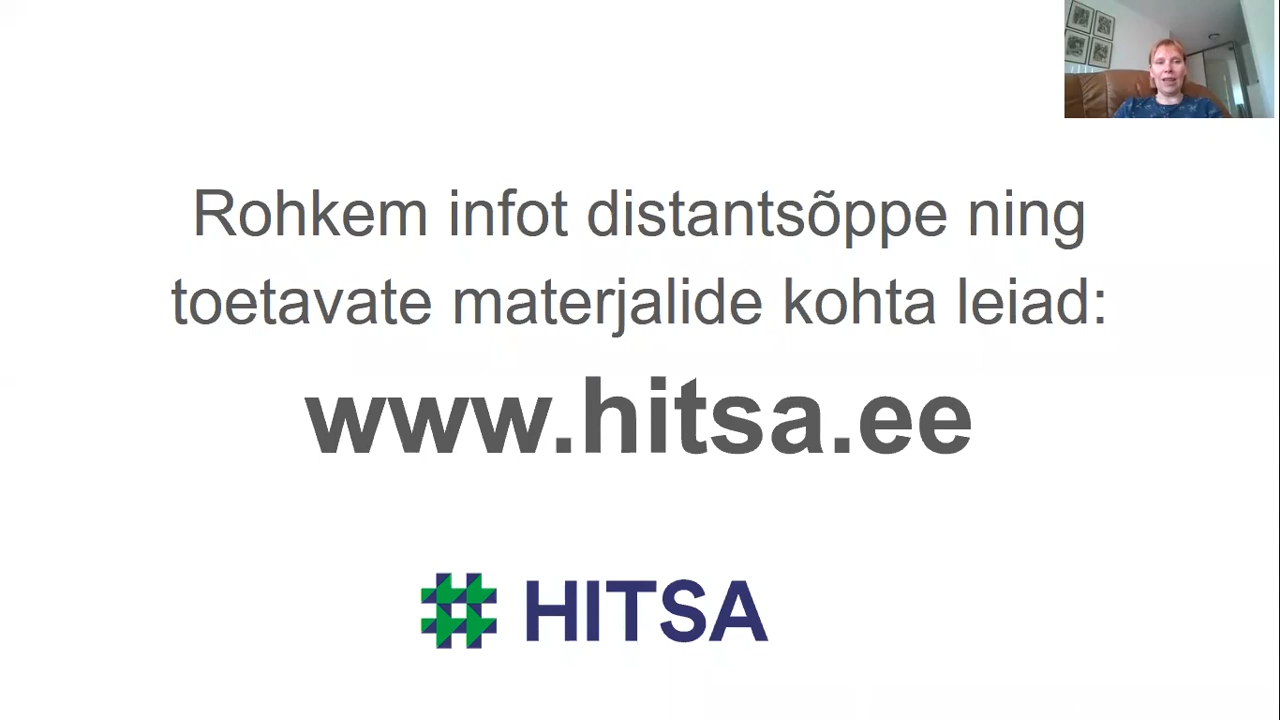 Rohkem infot distantsõppe ning
toetavate materjalide kohta leiad:
www.hitsa.ee
HITSA